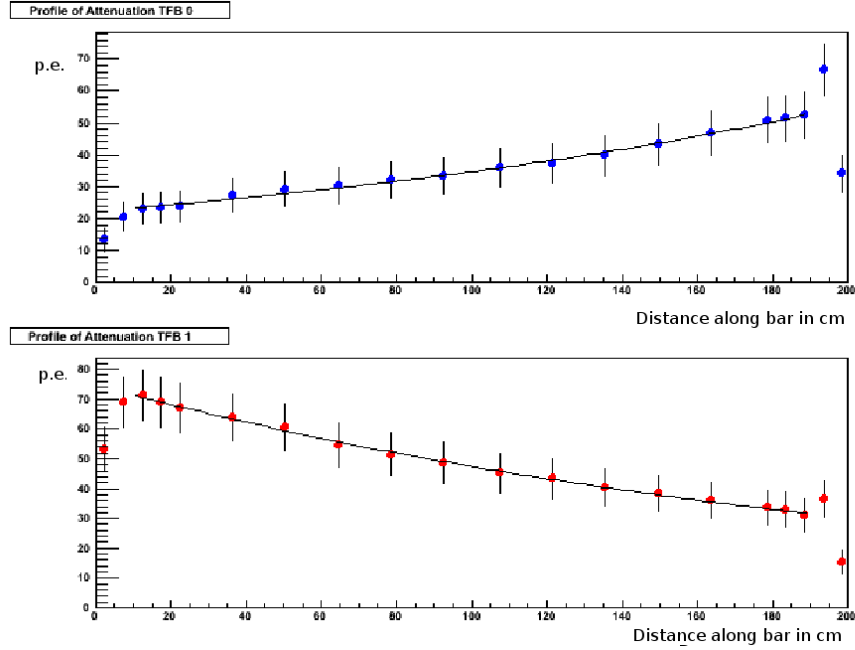 Profile of Attenuation TFB 0
p.e.
70
60
50
40
30
20
10
0
0 20 40 60 80 100 120 140 160 180 200
Distance along bar in cm
Profile of Attenuation TFB 1
p.e.
80
70
60
50
40
30
20
10
0
0 20 40 60 80 100 120 140 160 180 200
Distance along bar in cm